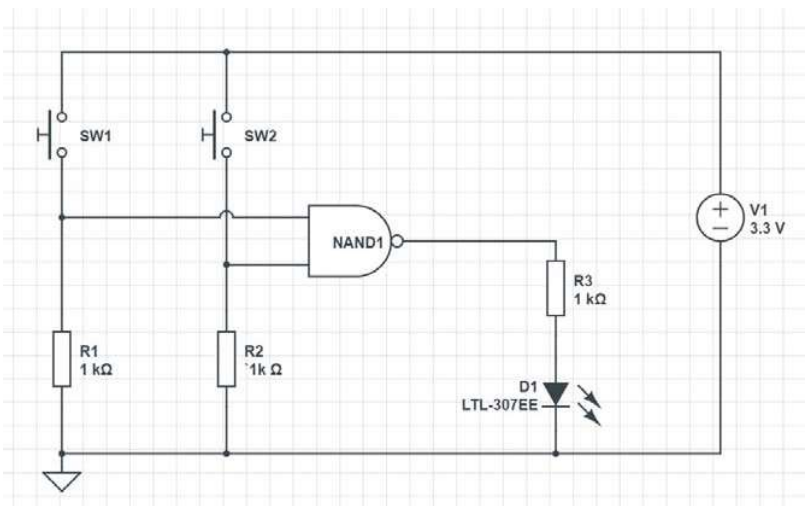 SW1
SW2
NAND1
V1
3.3 V
R3
1 kΩ
R1
1 kΩ
R2
`1k Ω
D1
LTL-307EE